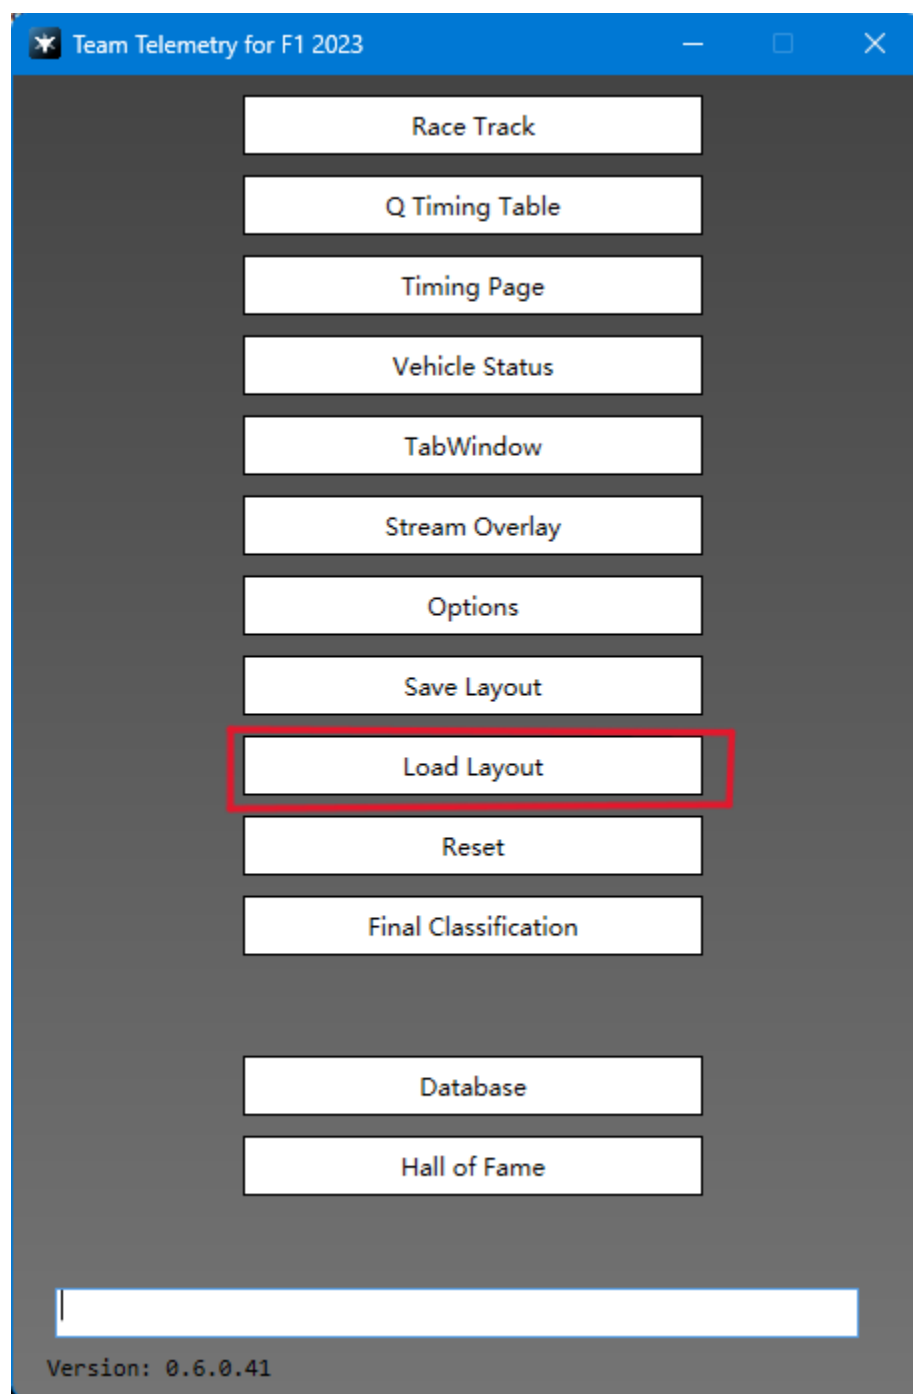 Team Telemetry for F1 2023
Race Track
Q Timing Table
Timing Page
Vehicle Status
TabWindow
Stream Overlay
Options
Save Layout
Load Layout
Reset
Final Classification
Database
Hall of Fame
Version: 0.6.0.41